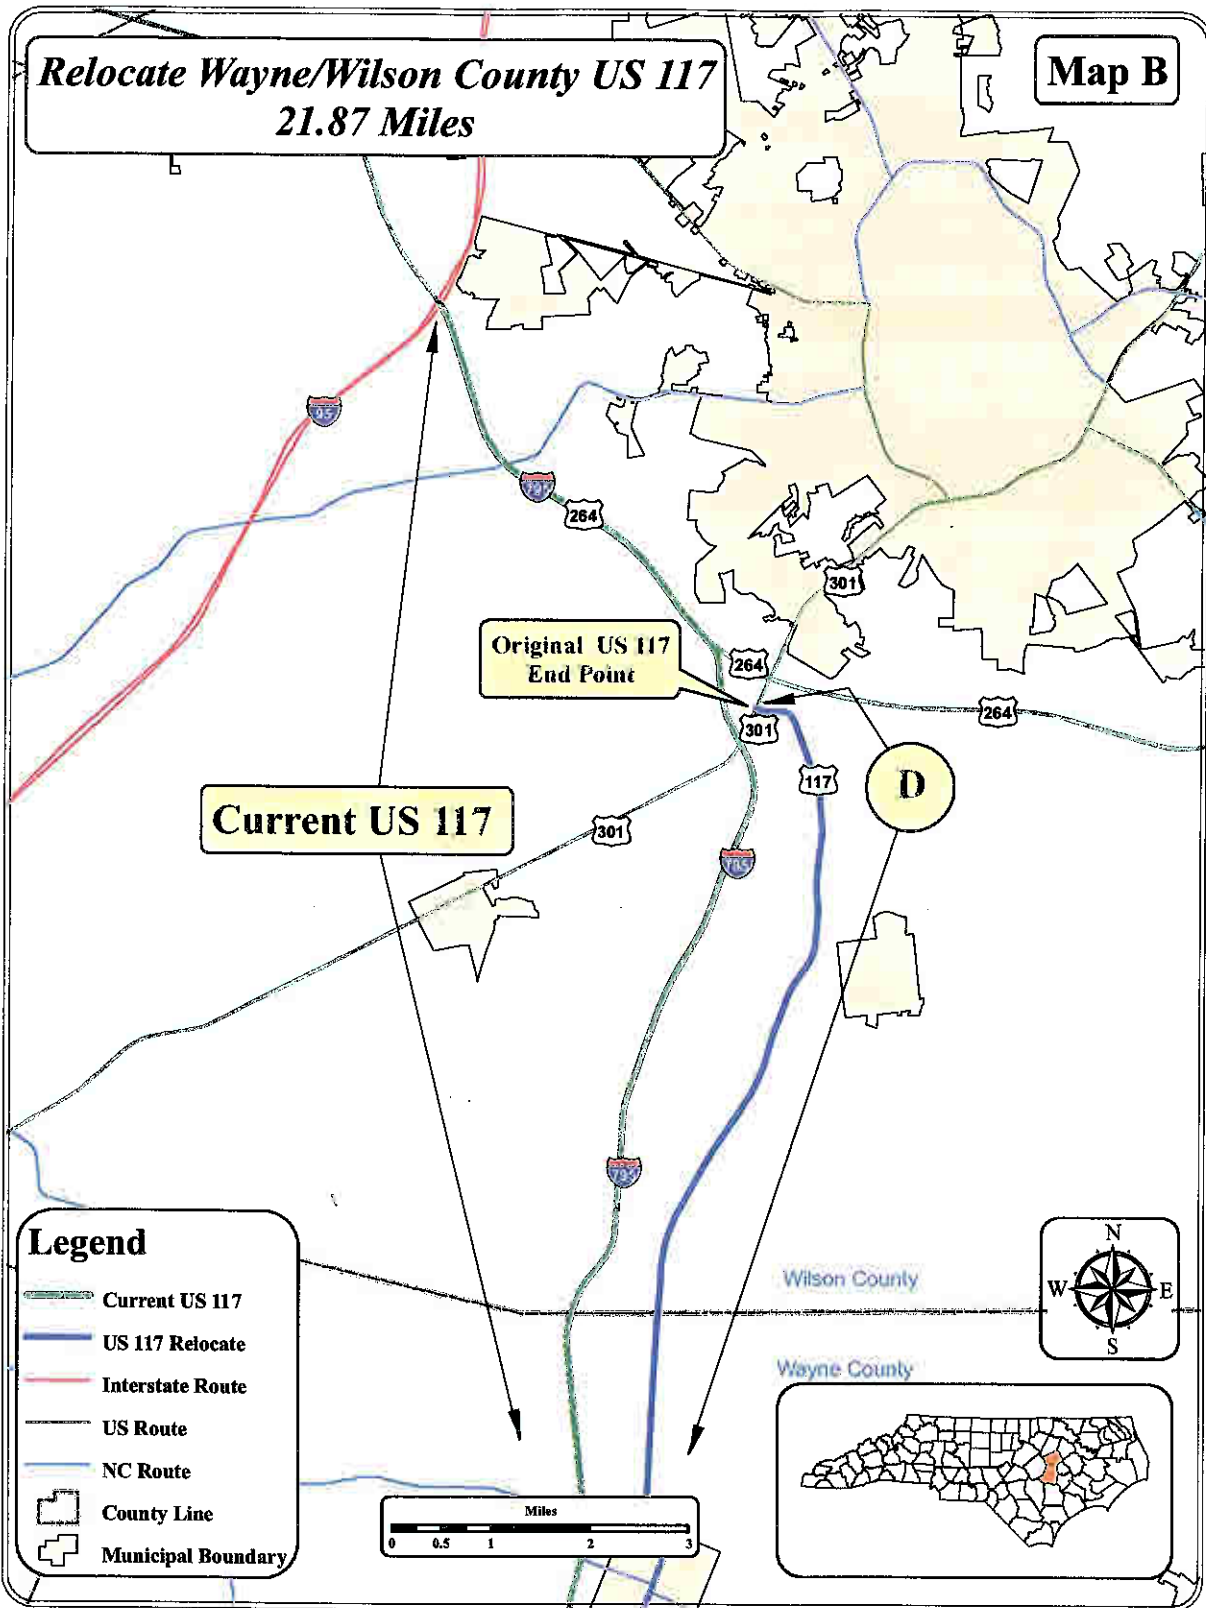 Relocate Wayne/Wilson County US 117
21.87 Miles
Map B
95
264
301
Original US 117
End Point
264
264
301
117
D
Current US 117
301
795
Wilson County
Wayne County
N
W E
S
Legend
Current US 117
US 117 Relocate
Interstate Route
US Route
NC Route
County Line
Municipal Boundary
Miles
0 0.5 1 2 3